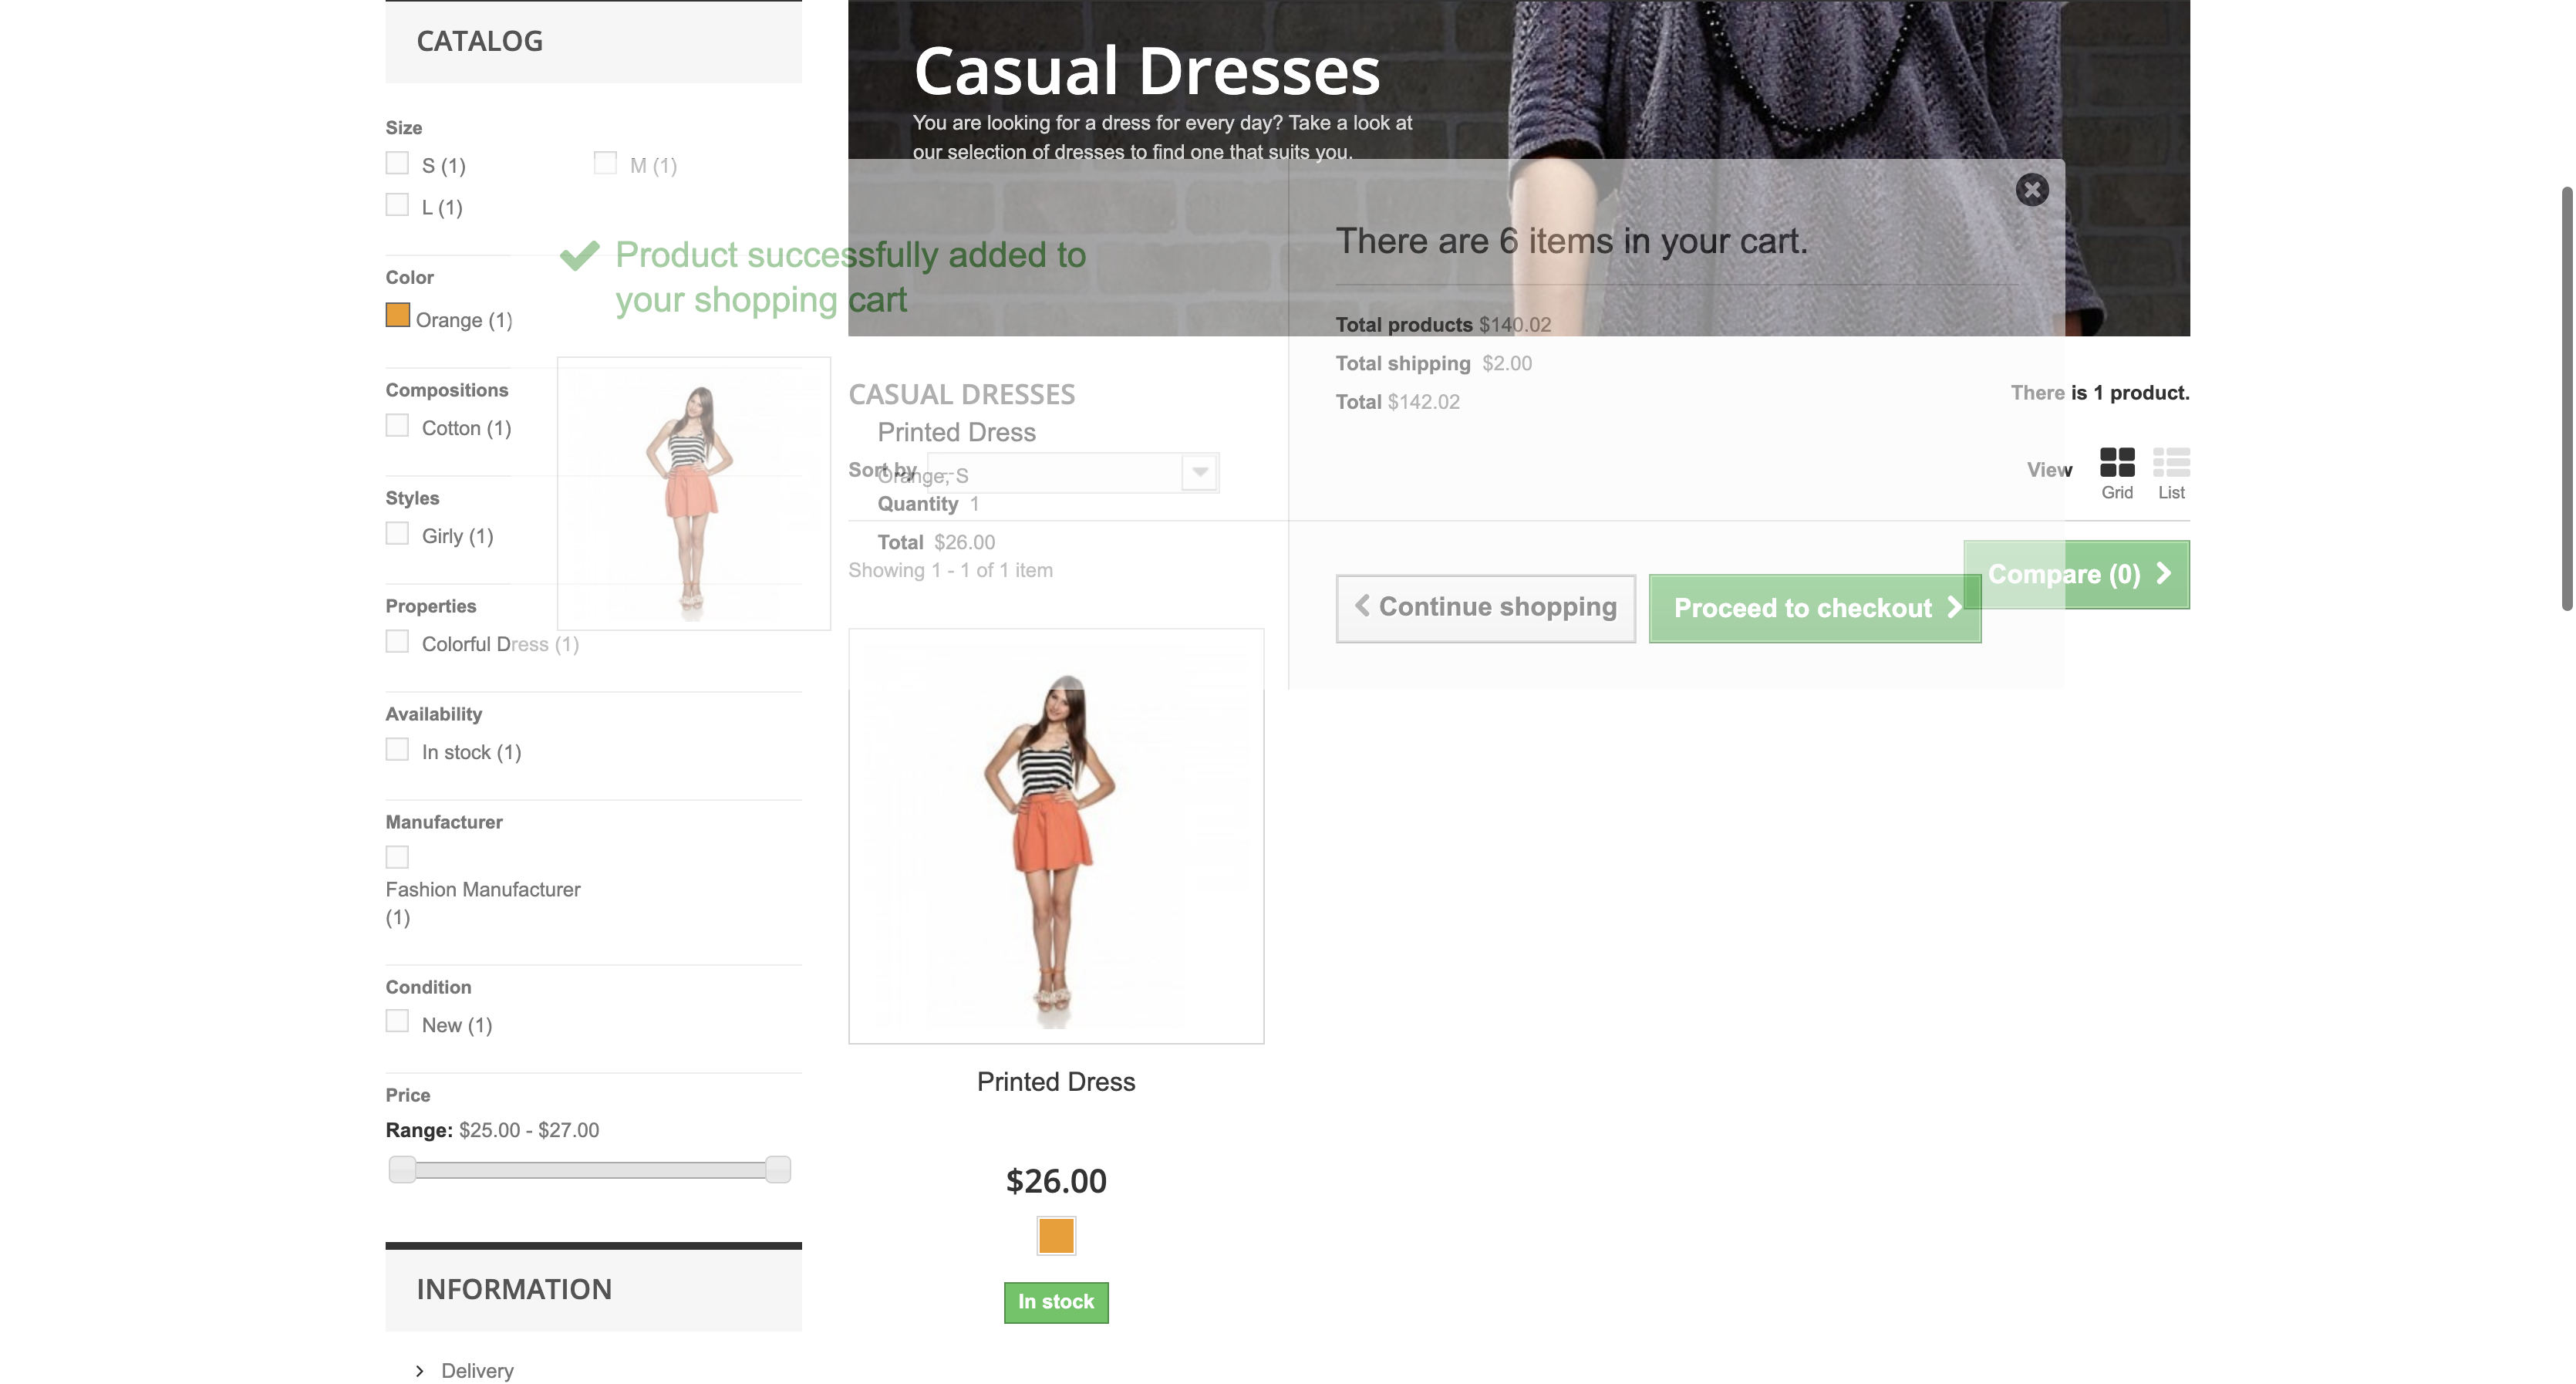 CATALOG
Size
S (1)
M (1)
L (1)
Color
Orange (1)
Compositions
Cotton (1)
Styles
Girly (1)
Properties
Colorful Dress (1)
Availability
In stock (1)
Manufacturer
Fashion Manufacturer
(1)
Condition
New (1)
Price
Range: $25.00 - $27.00
INFORMATION
Delivery
Casual Dresses
You are looking for a dress for every day? Take a look at
our selection of dresses to find one that suits you.
Product successfully added to
your shopping cart
Printed Dress
Orange, S
Quantity 1
Total $26.00
There are 6 items in your cart.
Total products $140.02
Total shipping $2.00
Total $142.02
Continue shopping
Proceed to checkout
CASUAL DRESSES
There is 1 product.
Sort by --
View
Grid
List
Showing 1 - 1 of 1 item
Compare (0)
Printed Dress
$26.00
In stock